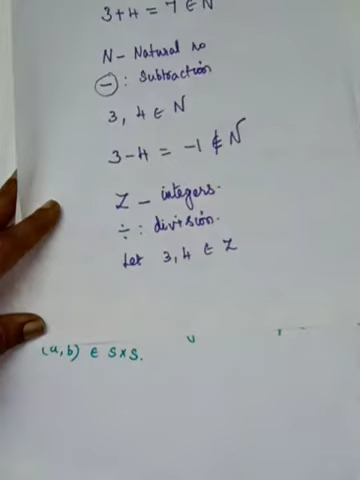 3+4 = 7 ∈ N
N - Natural no
⊖ : Subtraction
3, 4 ∈ N
3-4 = -1 ∉ N
Z - integers.
÷ : division.
Let 3, 4 ∈ Z
(a,b) ∈ S×S.